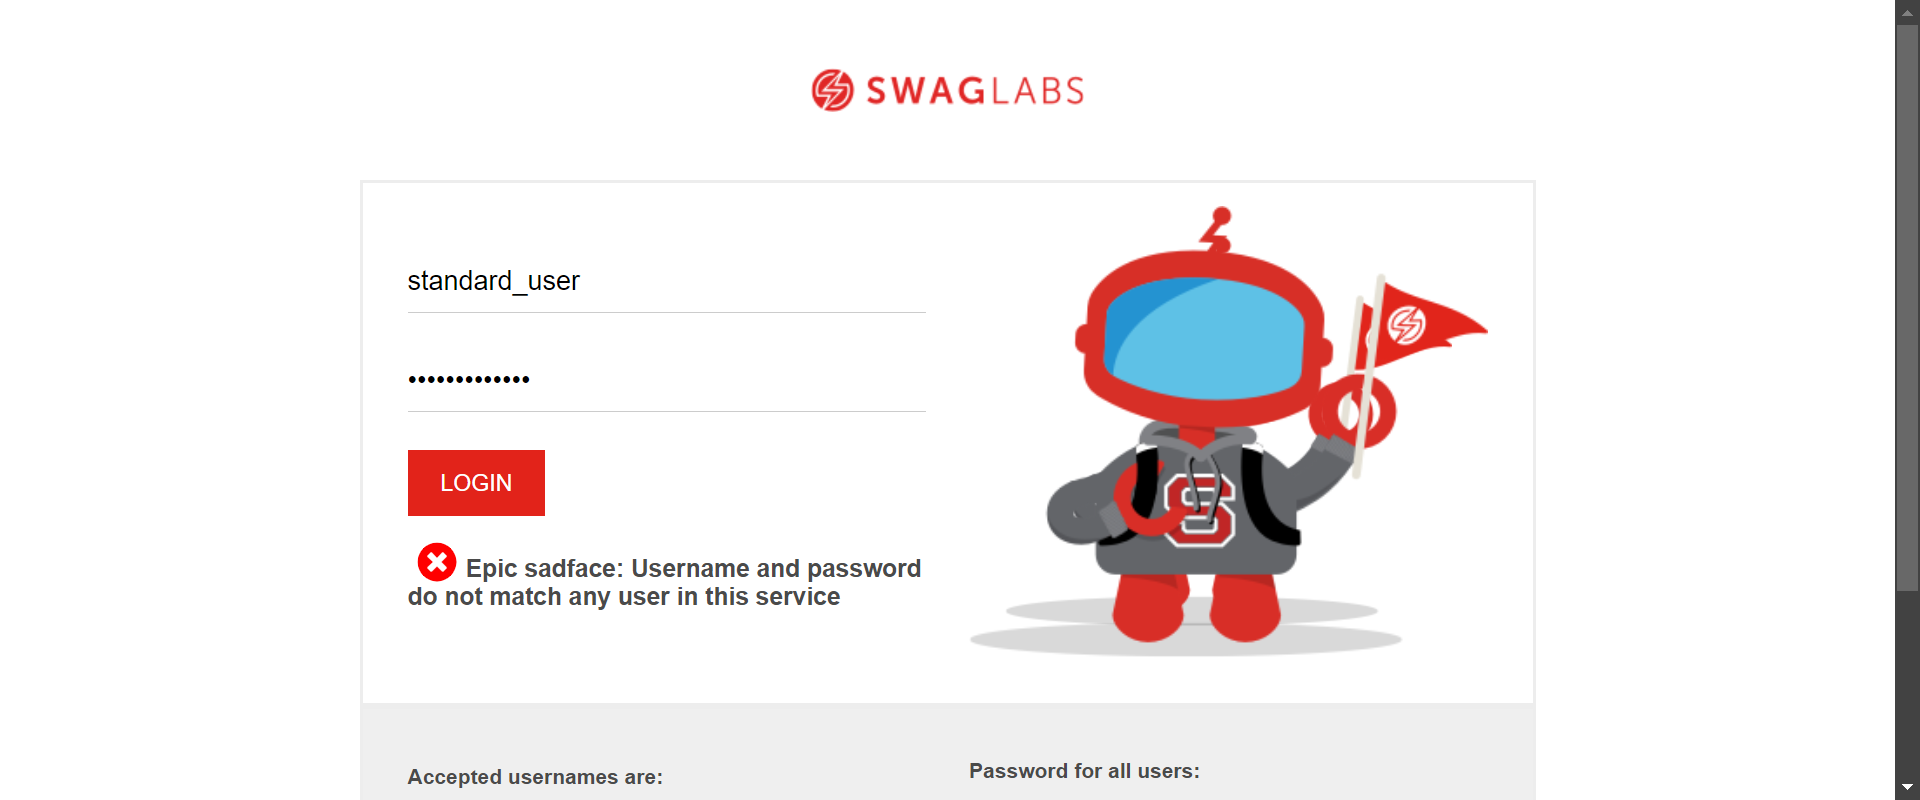 SWAGLABS
standard_user
•••••••••••••
LOGIN
Epic sadface: Username and password
do not match any user in this service
S
Accepted usernames are:
Password for all users: